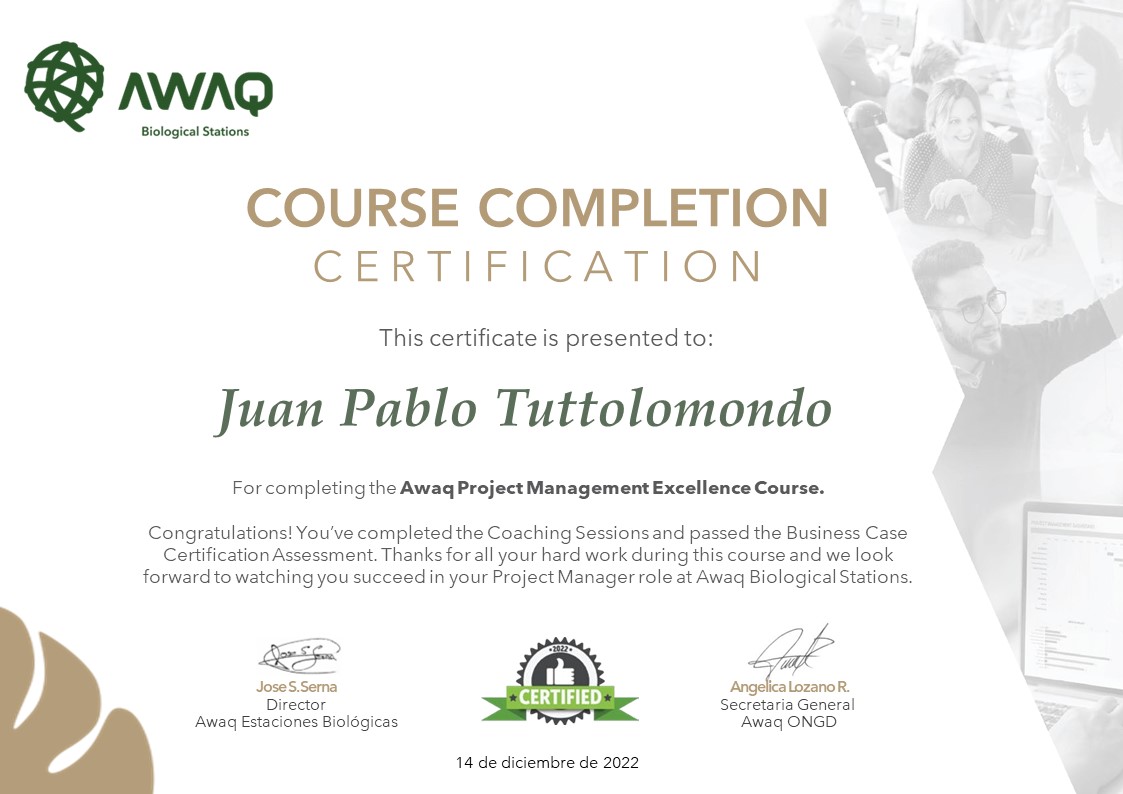 AWAQ
Biological Stations
COURSE COMPLETION
CERTIFICATION
This certificate is presented to:
Juan Pablo Tuttolomondo
For completing the Awaq Project Management Excellence Course.
Congratulations! You’ve completed the Coaching Sessions and passed the Business Case
Certification Assessment. Thanks for all your hard work during this course and we look
forward to watching you succeed in your Project Manager role at Awaq Biological Stations.
Jose S. Serna
Jose S. Serna
Director
Awaq Estaciones Biológicas
2022
CERTIFIED
Angelica Lozano R.
Secretaria General
Awaq ONGD
14 de diciembre de 2022